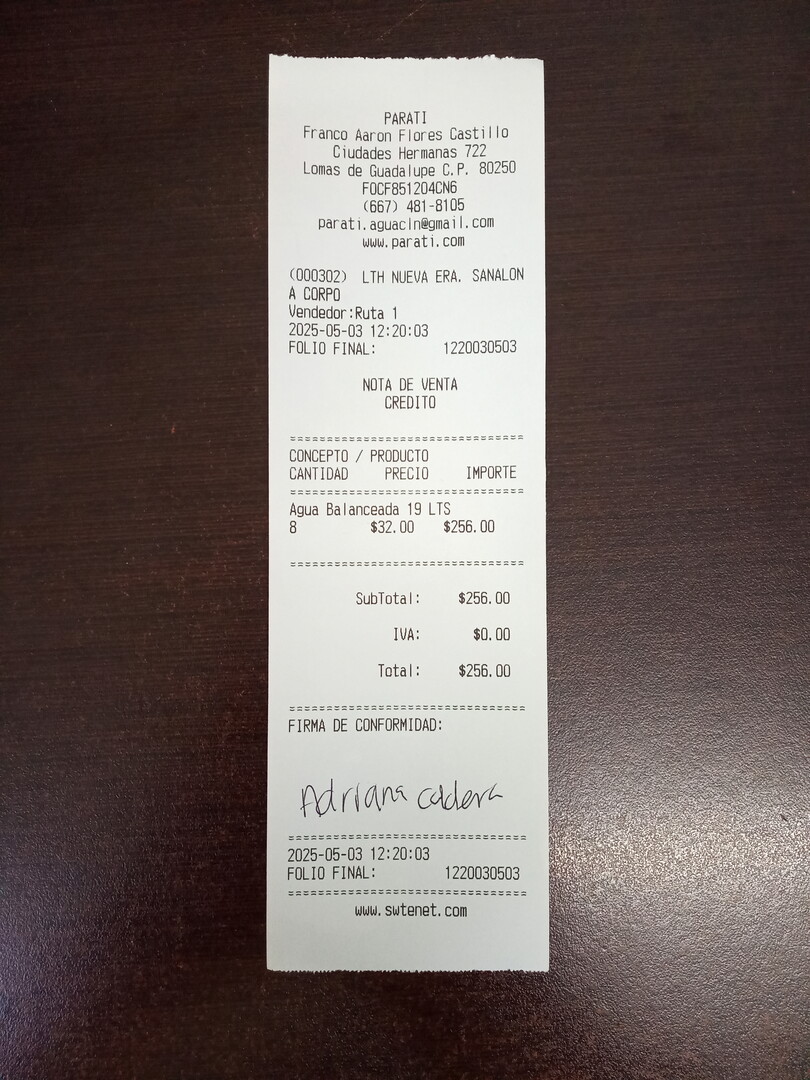 PARATI
Franco Aaron Flores Castillo
Ciudades Hermanas 722
Lomas de Guadalupe C.P. 80250
FOCF851204CN6
(667) 481-8105
parati.aguacln@gmail.com
www.parati.com
(000302) LTH NUEVA ERA. SANALON
A CORPO
Vendedor:Ruta 1
2025-05-03 12:20:03
FOLIO FINAL: 1220030503
NOTA DE VENTA
CREDITO
================================
CONCEPTO / PRODUCTO
CANTIDAD PRECIO IMPORTE
================================
Agua Balanceada 19 LTS
8 $32.00 $256.00
================================
SubTotal: $256.00
IVA: $0.00
Total: $256.00
================================
FIRMA DE CONFORMIDAD:
Adriana caldera
================================
2025-05-03 12:20:03
FOLIO FINAL: 1220030503
================================
www.swtenet.com